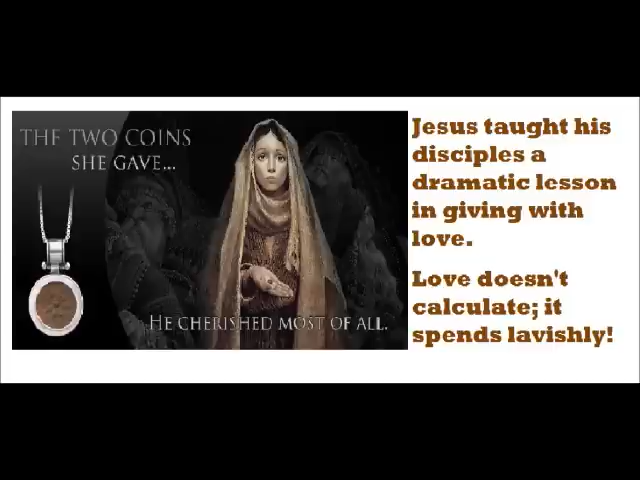 THE TWO COINS
SHE GAVE...
HE CHERISHED MOST OF ALL.
Jesus taught his
disciples a
dramatic lesson
in giving with
love.
Love doesn't
calculate; it
spends lavishly!